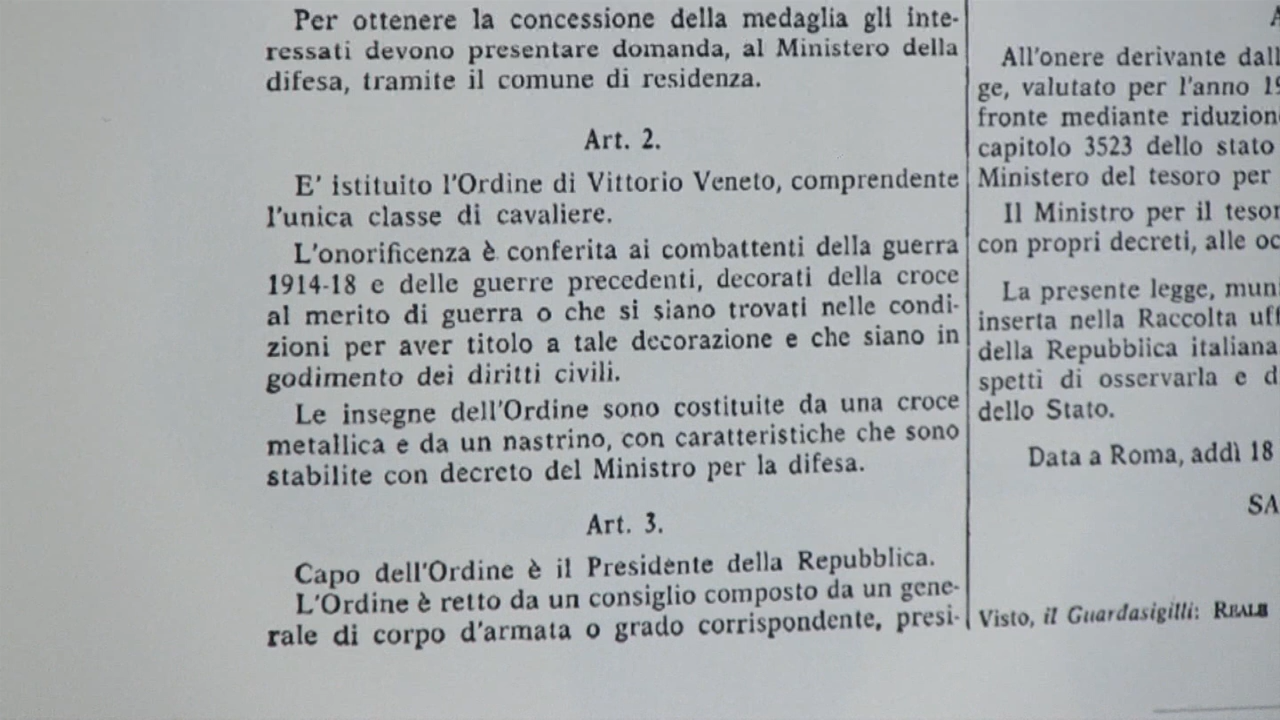 Per ottenere la concessione della medaglia gli inte-
ressati devono presentare domanda, al Ministero della
difesa, tramite il comune di residenza.
Art. 2.
E' istituito l'Ordine di Vittorio Veneto, comprendente
l'unica classe di cavaliere.
L'onorificenza è conferita ai combattenti della guerra
1914-18 e delle guerre precedenti, decorati della croce
al merito di guerra o che si siano trovati nelle condi-
zioni per aver titolo a tale decorazione e che siano in
godimento dei diritti civili.
Le insegne dell'Ordine sono costituite da una croce
metallica e da un nastrino, con caratteristiche che sono
stabilite con decreto del Ministro per la difesa.
Art. 3.
Capo dell'Ordine è il Presidente della Repubblica.
L'Ordine è retto da un consiglio composto da un gene-
rale di corpo d'armata o grado corrispondente, presi-
All'onere derivante dall
ge, valutato per l'anno 19
fronte mediante riduzion
capitolo 3523 dello stato
Ministero del tesoro per
Il Ministro per il tesor
con propri decreti, alle oc
La presente legge, muni
inserta nella Raccolta uff
della Repubblica italiana
spetti di osservarla e d
dello Stato.
Data a Roma, addì 18
SA
Visto, il Guardasigilli: REALE